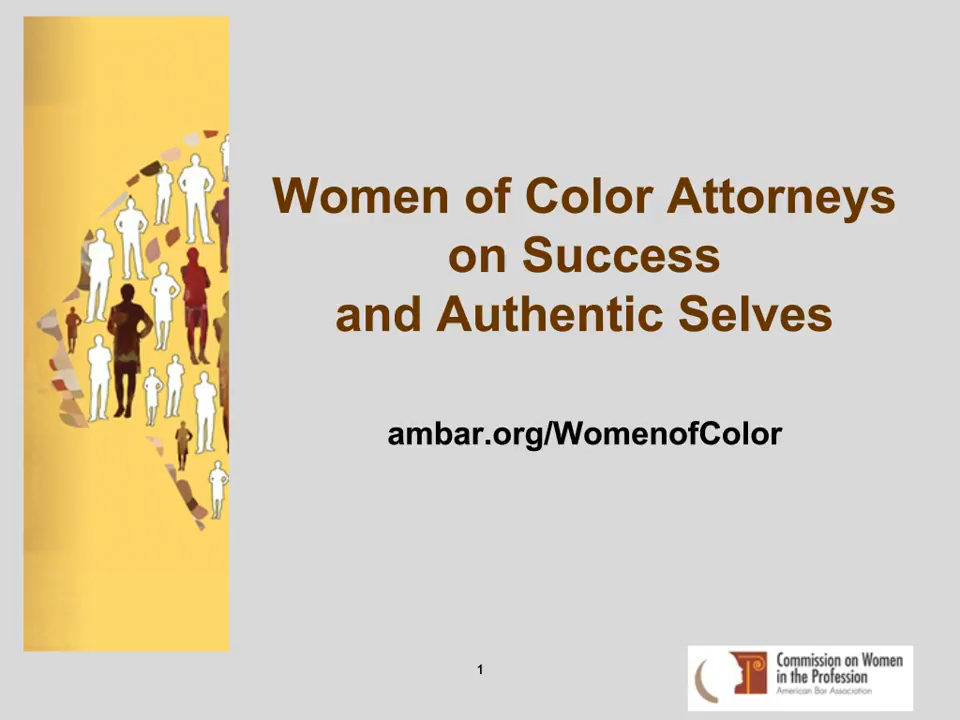 Women of Color Attorneys
on Success
and Authentic Selves
ambar.org/WomenofColor
1
Commission on Women
in the Profession
American Bar Association